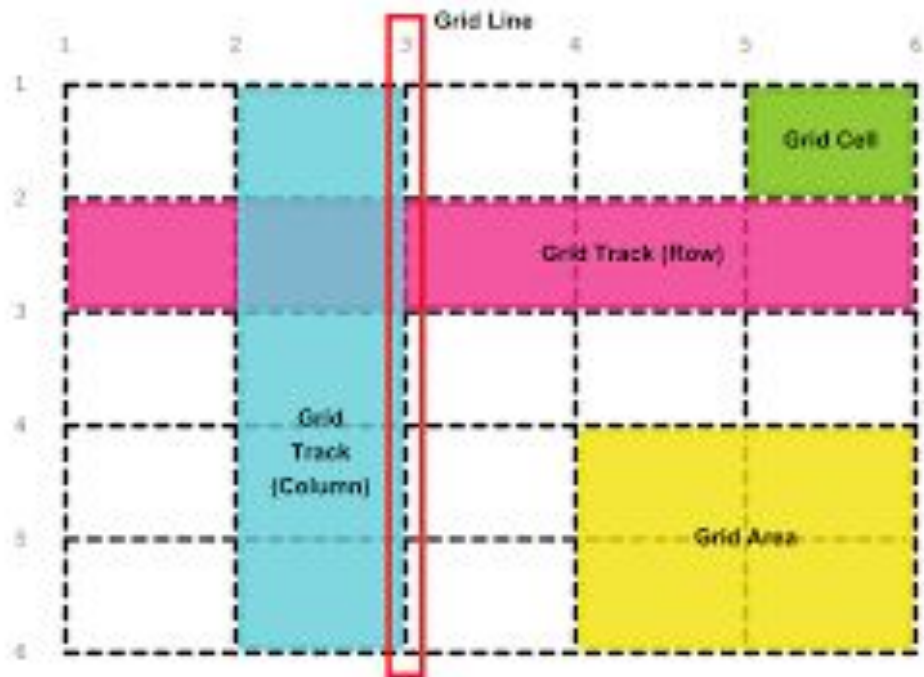 Grid Line
1 2 3 4 5 6
1
Grid Cell
2
Grid Track (Row)
3
4
Grid
Track
(Column)
5
Grid Area
6